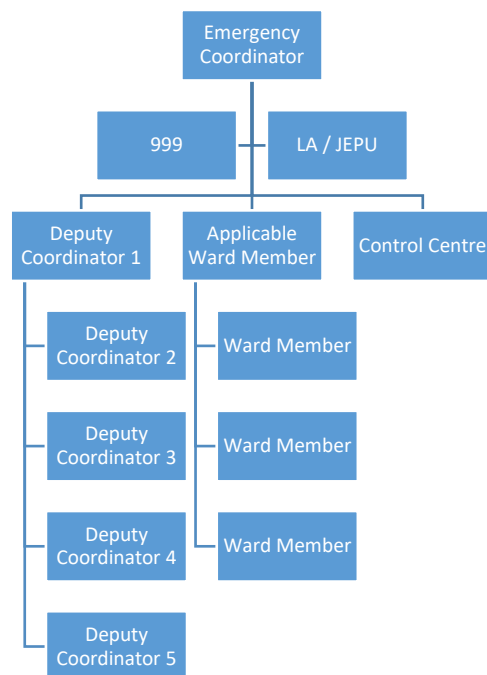 Emergency
Coordinator
999
LA / JEPU
Deputy
Coordinator 1
Applicable
Ward Member
Control Centre
Deputy
Coordinator 2
Ward Member
Deputy
Coordinator 3
Ward Member
Deputy
Coordinator 4
Ward Member
Deputy
Coordinator 5